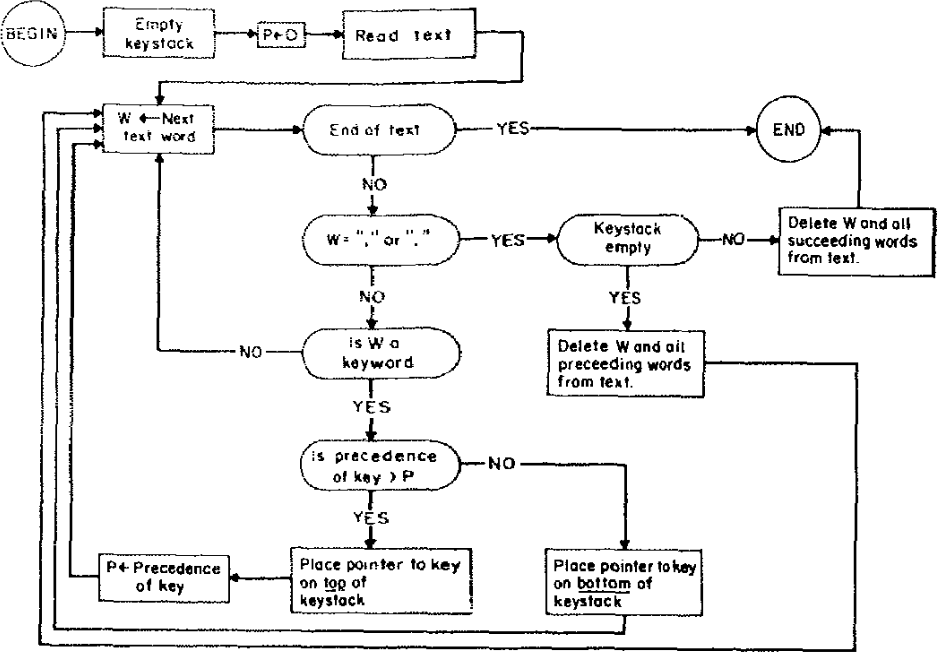 BEGIN
Empty
keystack
P←0
Read text
W ← Next
text word
End of text
YES
END
NO
W = "," or "."
YES
Keystack
empty
NO
Delete W and all
succeeding words
from text.
NO
YES
is W a
keyword
NO
Delete W and all
preceeding words
from text.
YES
is precedence
of key > P
NO
YES
P← Precedence
of key
Place pointer to key
on top of
keystack
Place pointer to key
on bottom of
keystack